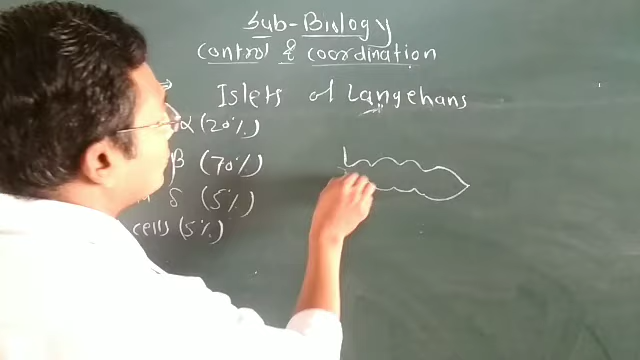 Sub-Biology
control & coordination
⇒ Islets of Langehans
α (20%)
β (70%)
δ (5%)
cells (5%)